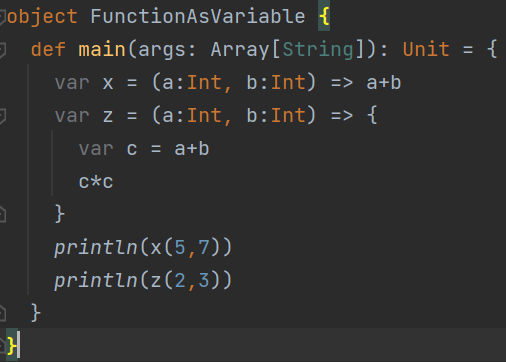 object FunctionAsVariable {
  def main(args: Array[String]): Unit = {
    var x = (a:Int, b:Int) => a+b
    var z = (a:Int, b:Int) => {
      var c = a+b
      c*c
    }
    println(x(5,7))
    println(z(2,3))
  }
}